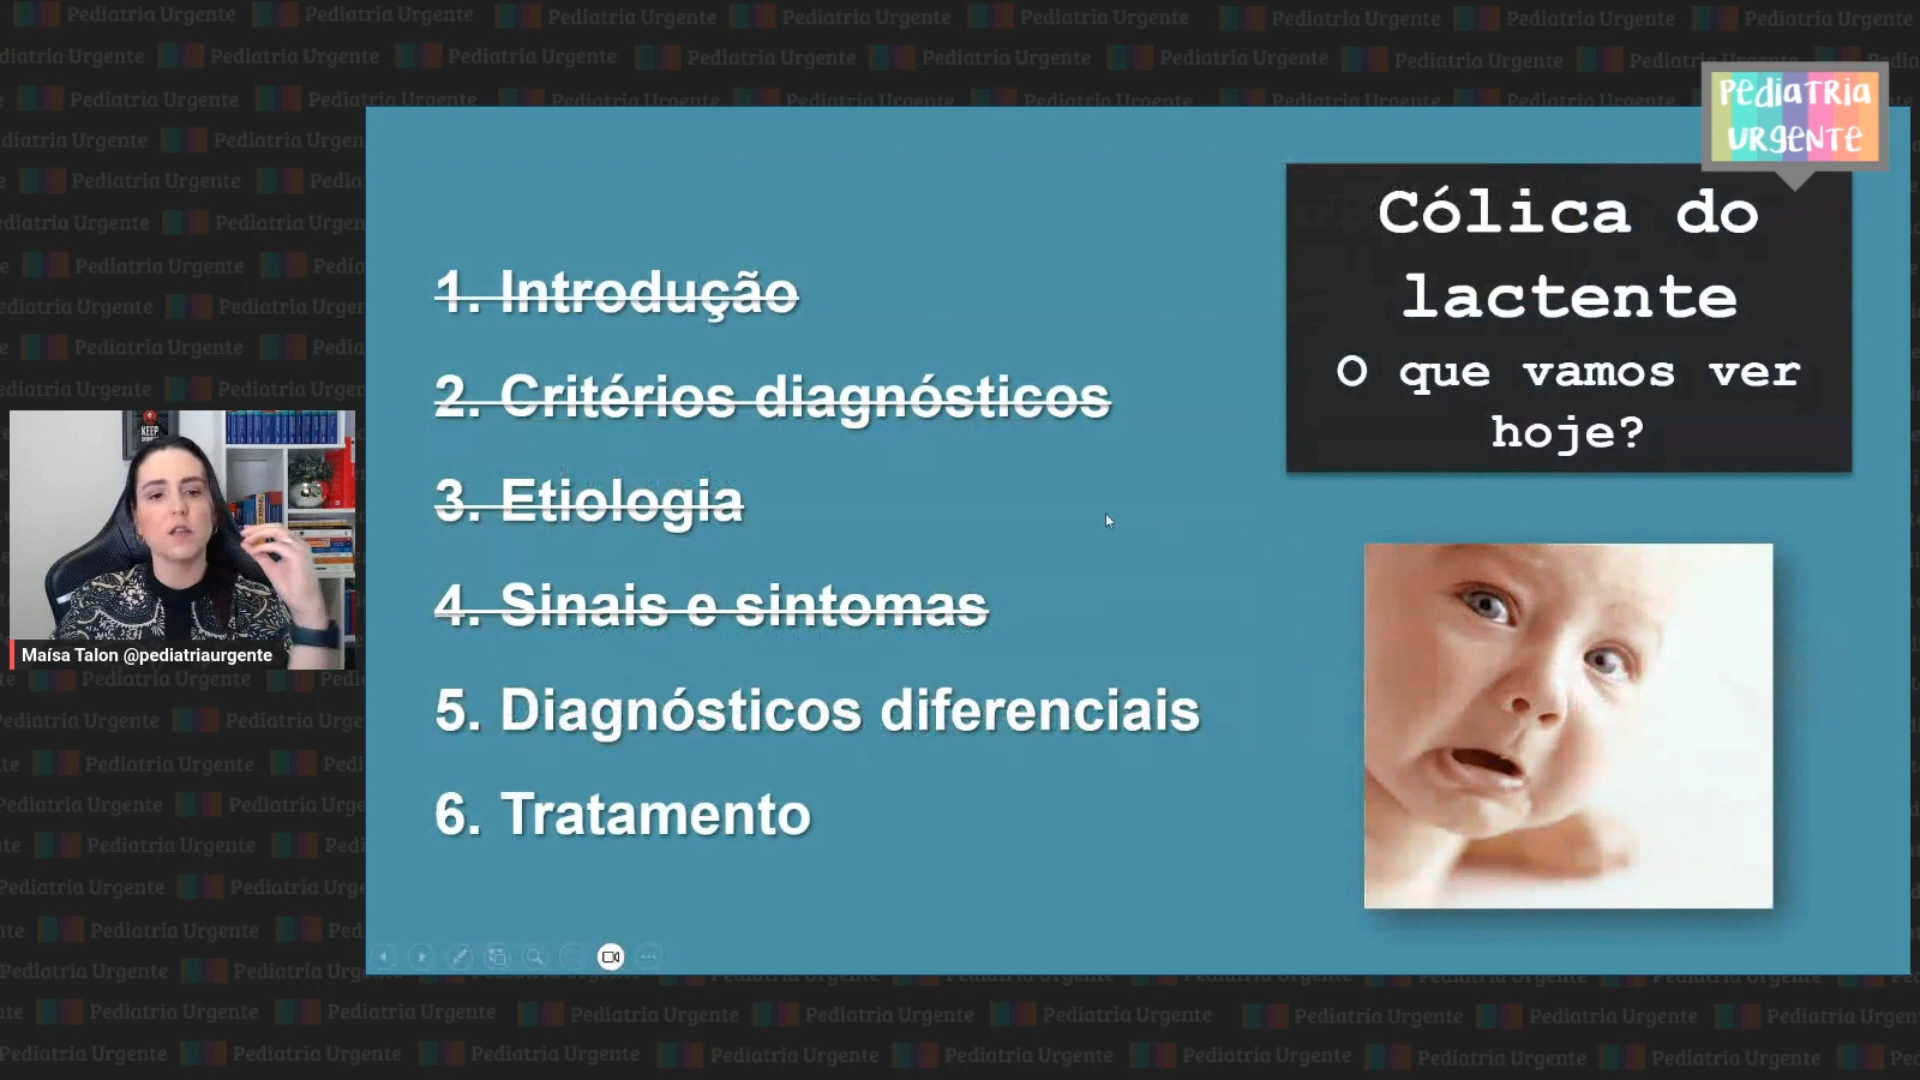 PEDIATRIA
URGENTE
Cólica do
lactente
O que vamos ver
hoje?
1. Introdução
2. Critérios diagnósticos
3. Etiologia
4. Sinais e sintomas
5. Diagnósticos diferenciais
6. Tratamento
KEEP
Maísa Talon @pediatriaurgente
Pediatria Urgente